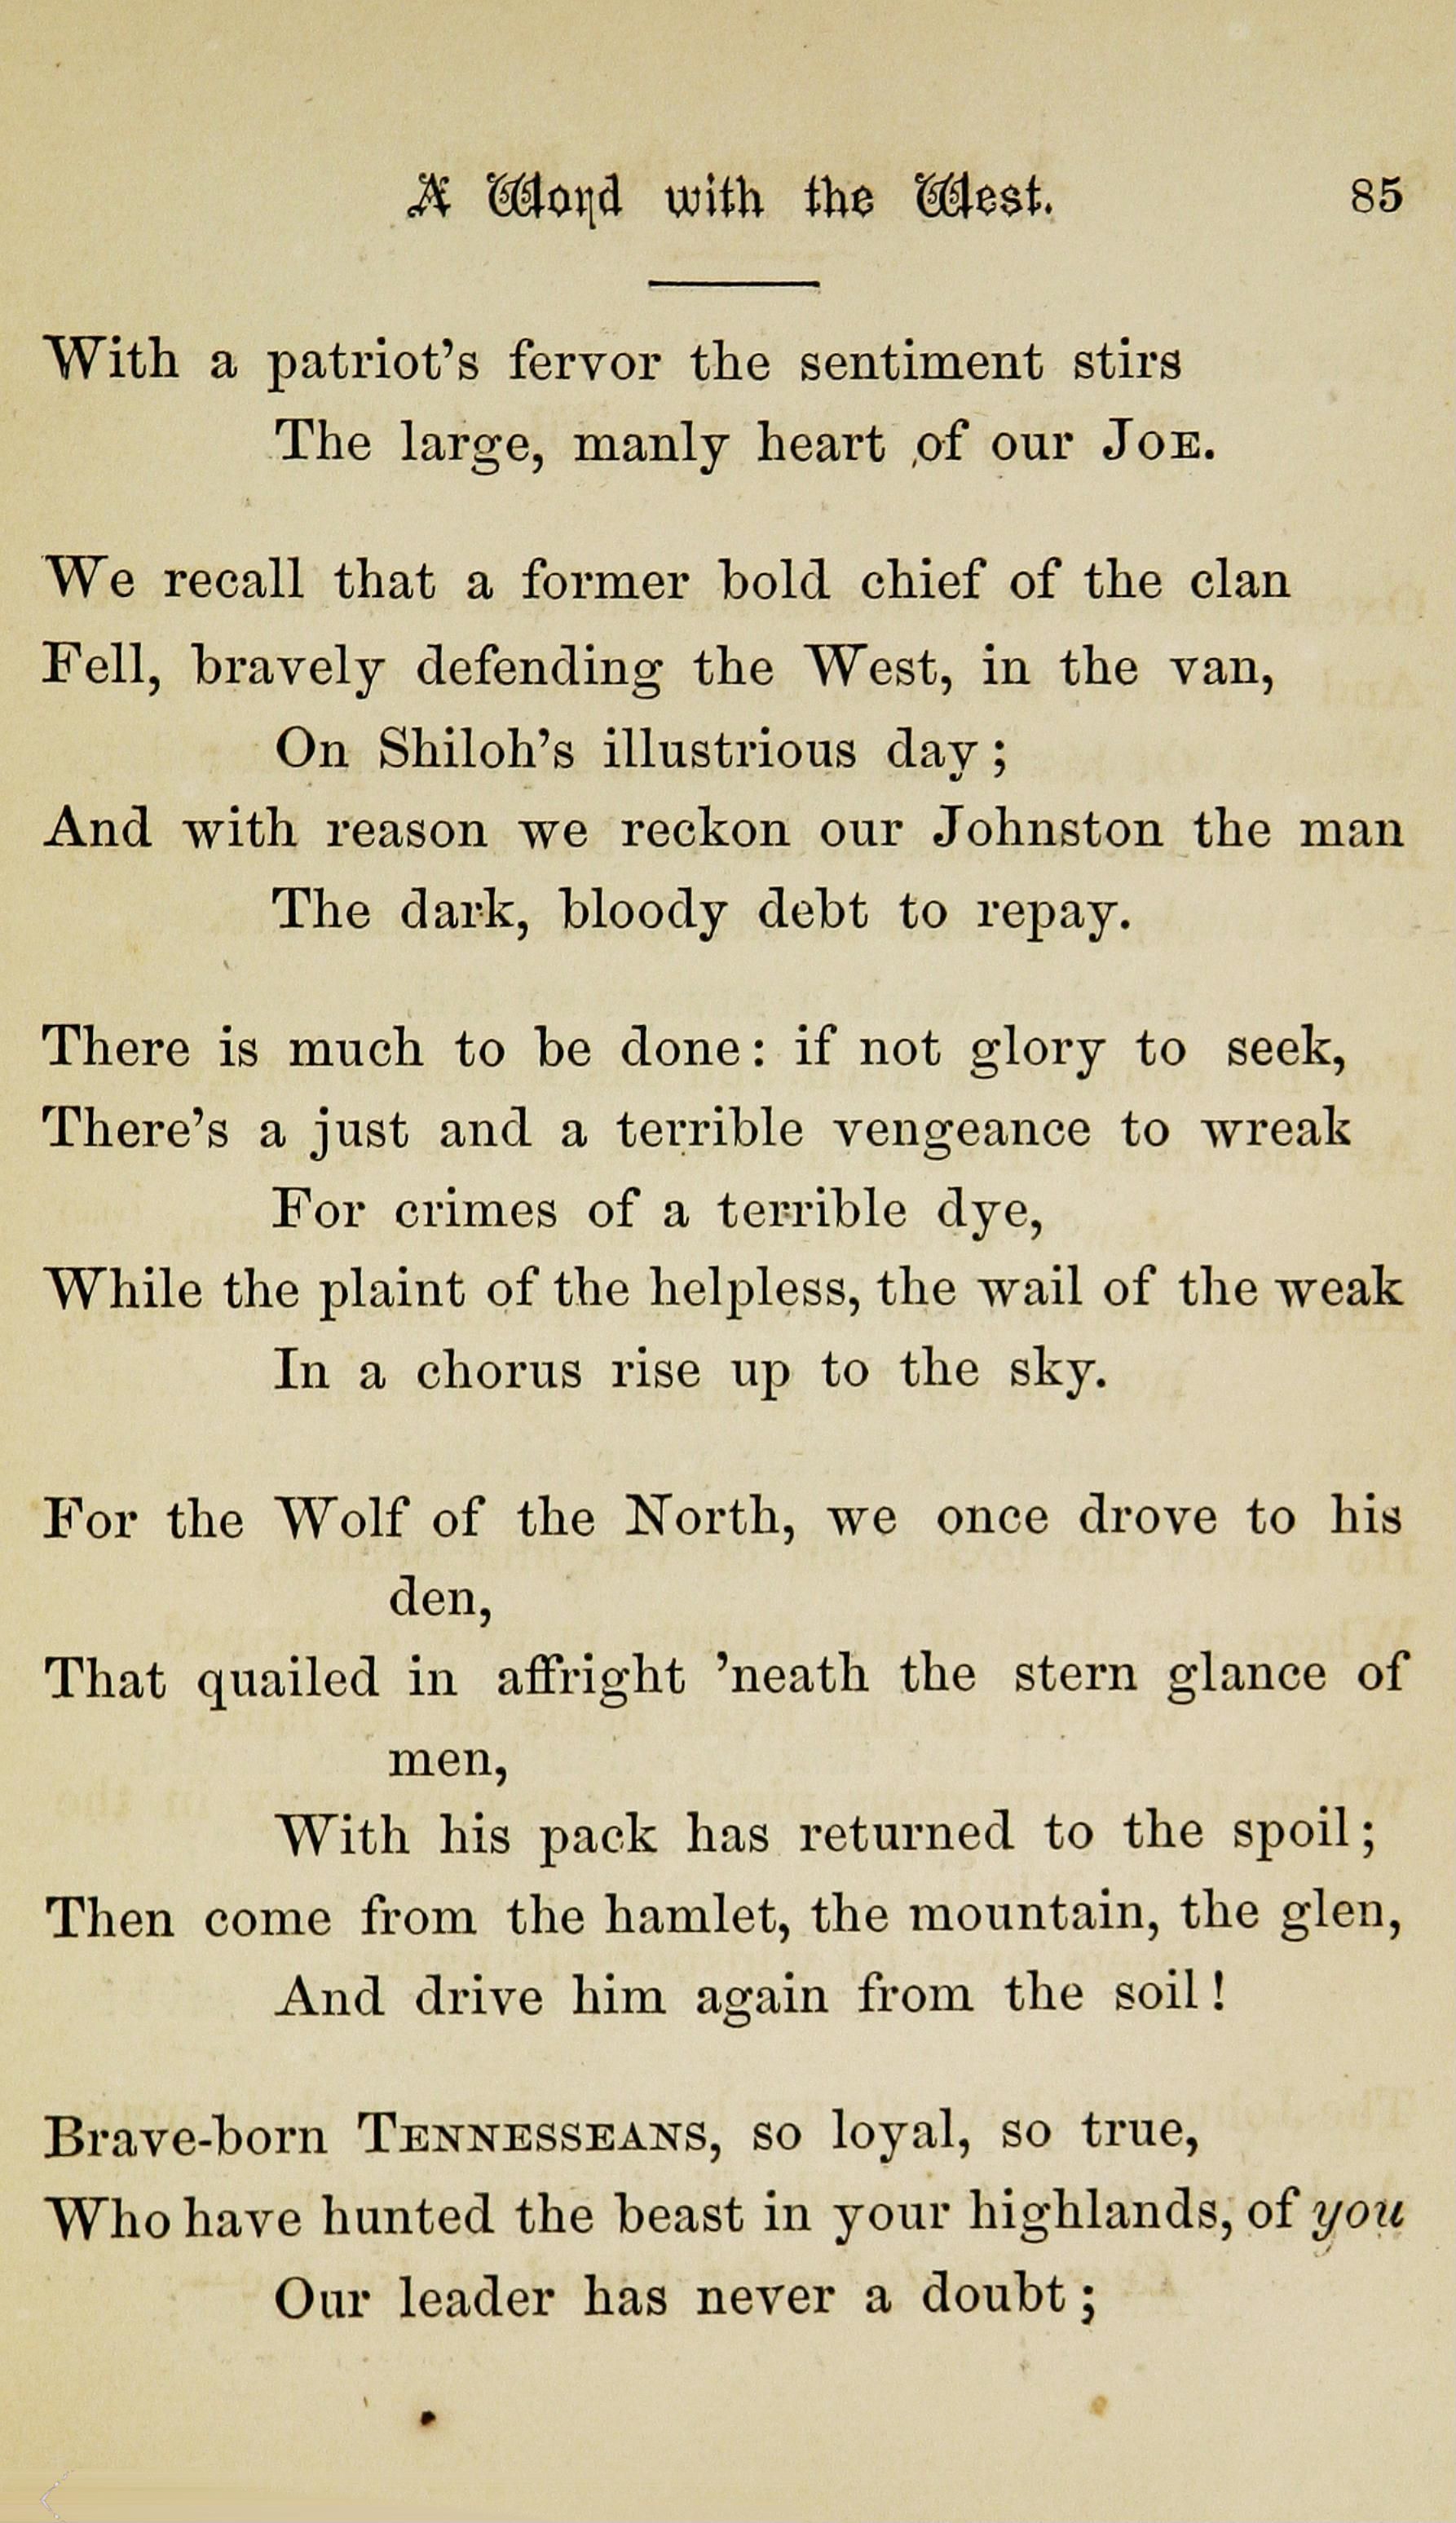 A Word with the West. 85
With a patriot's fervor the sentiment stirs
The large, manly heart of our JOE.
We recall that a former bold chief of the clan
Fell, bravely defending the West, in the van,
On Shiloh's illustrious day;
And with reason we reckon our Johnston the man
The dark, bloody debt to repay.
There is much to be done: if not glory to seek,
There's a just and a terrible vengeance to wreak
For crimes of a terrible dye,
While the plaint of the helpless, the wail of the weak
In a chorus rise up to the sky.
For the Wolf of the North, we once drove to his
den,
That quailed in affright 'neath the stern glance of
men,
With his pack has returned to the spoil;
Then come from the hamlet, the mountain, the glen,
And drive him again from the soil!
Brave-born TENNESSEANS, so loyal, so true,
Who have hunted the beast in your highlands, of you
Our leader has never a doubt;